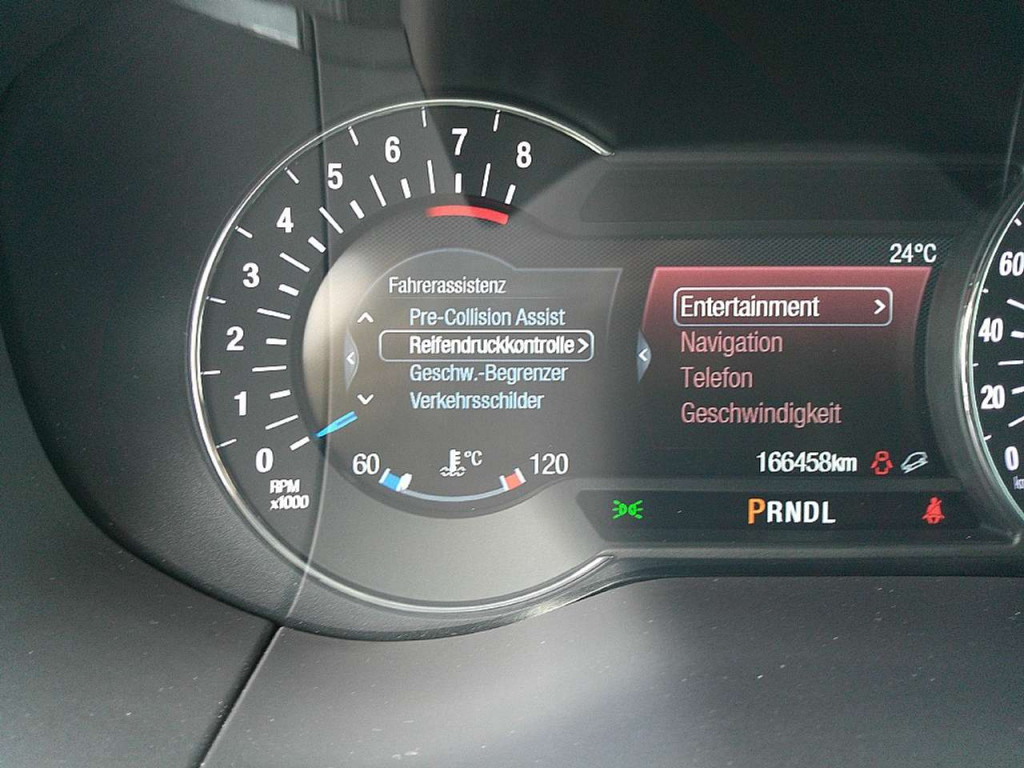 8
7
6
5
4
3
2
1
0
RPM
x1000
Fahrerassistenz
Pre-Collision Assist
Reifendruckkontrolle >
Geschw.-Begrenzer
Verkehrsschilder
60 °C 120
24°C
Entertainment >
Navigation
Telefon
Geschwindigkeit
166458km
PRNDL
60
40
20
0